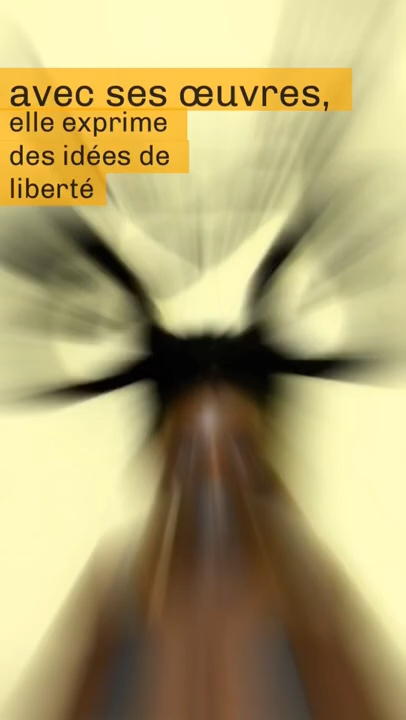 avec ses œuvres,
elle exprime
des idées de
liberté